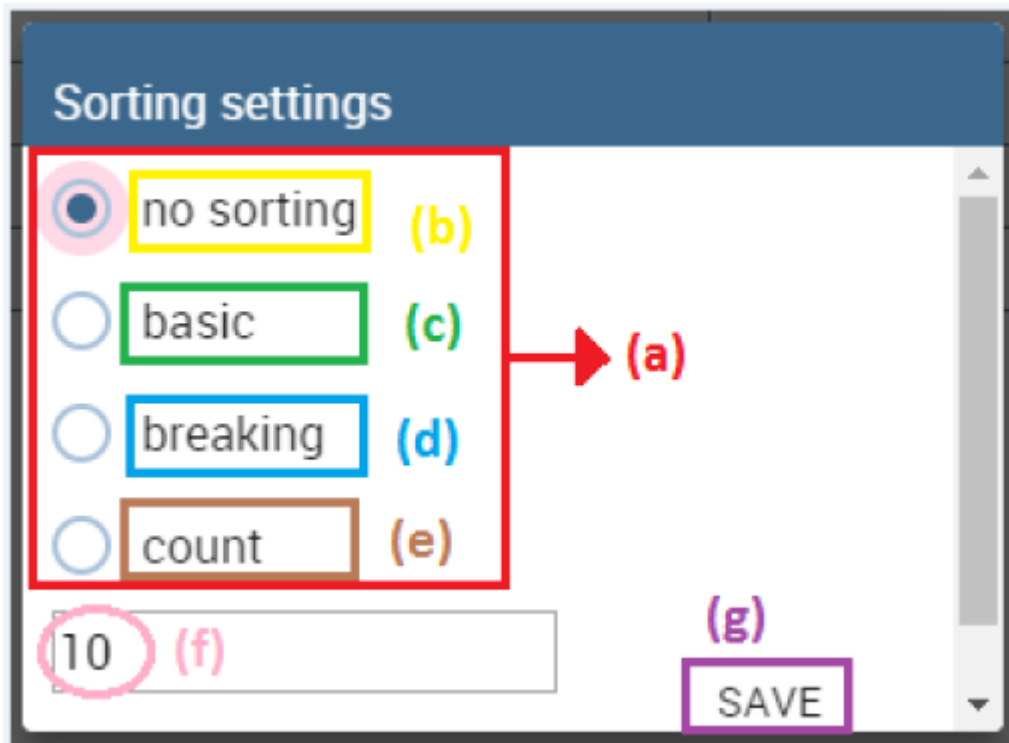 Sorting settings
no sorting (b)
basic (c)
(a)
breaking (d)
count (e)
10 (f)
(g)
SAVE